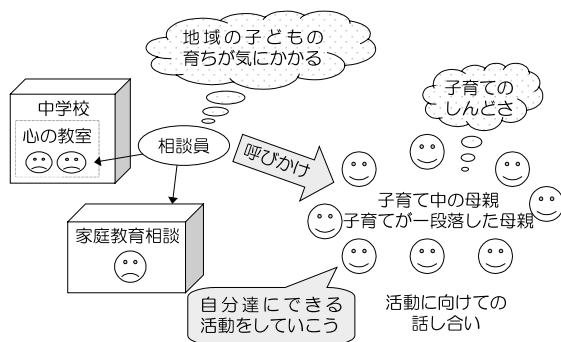 地域の子どもの
育ちが気にかかる
中学校
心の教室
相談員
呼びかけ
子育ての
しんどさ
子育て中の母親
子育てが一段落した母親
家庭教育相談
自分達にできる
活動をしていこう
活動に向けての
話し合い